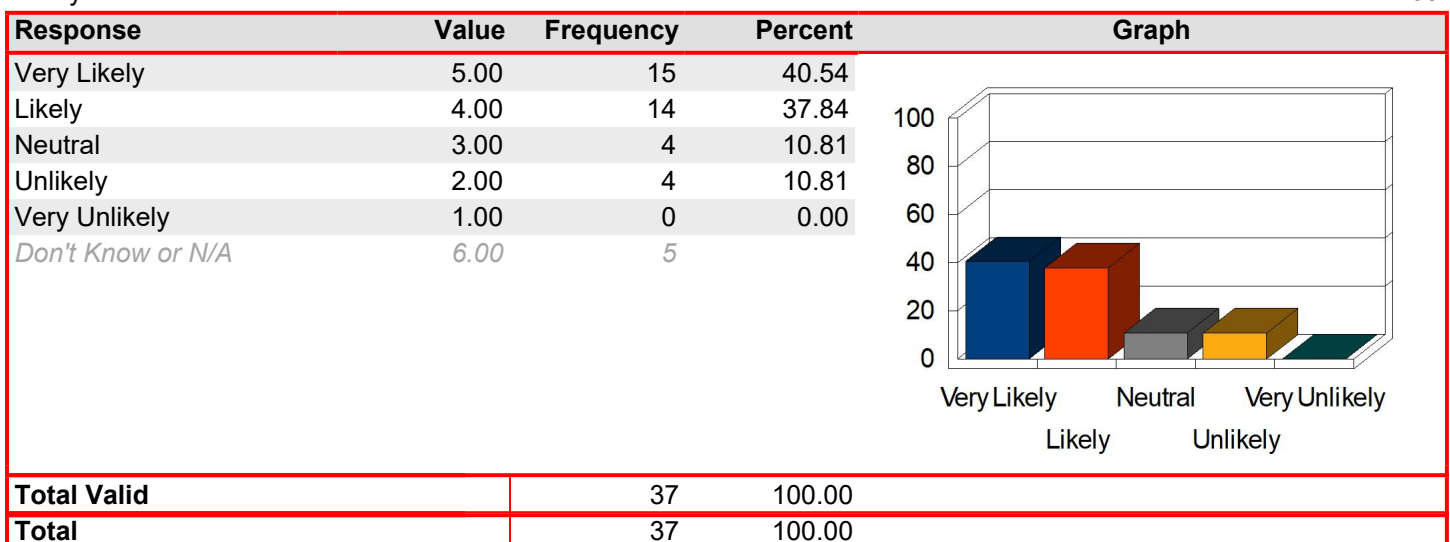 Response Value Frequency Percent Graph
Very Likely 5.00 15 40.54
Likely 4.00 14 37.84
Neutral 3.00 4 10.81
Unlikely 2.00 4 10.81
Very Unlikely 1.00 0 0.00
Don't Know or N/A 6.00 5
100
80
60
40
20
0
Very Likely Neutral Very Unlikely
Likely Unlikely
Total Valid 37 100.00
Total 37 100.00